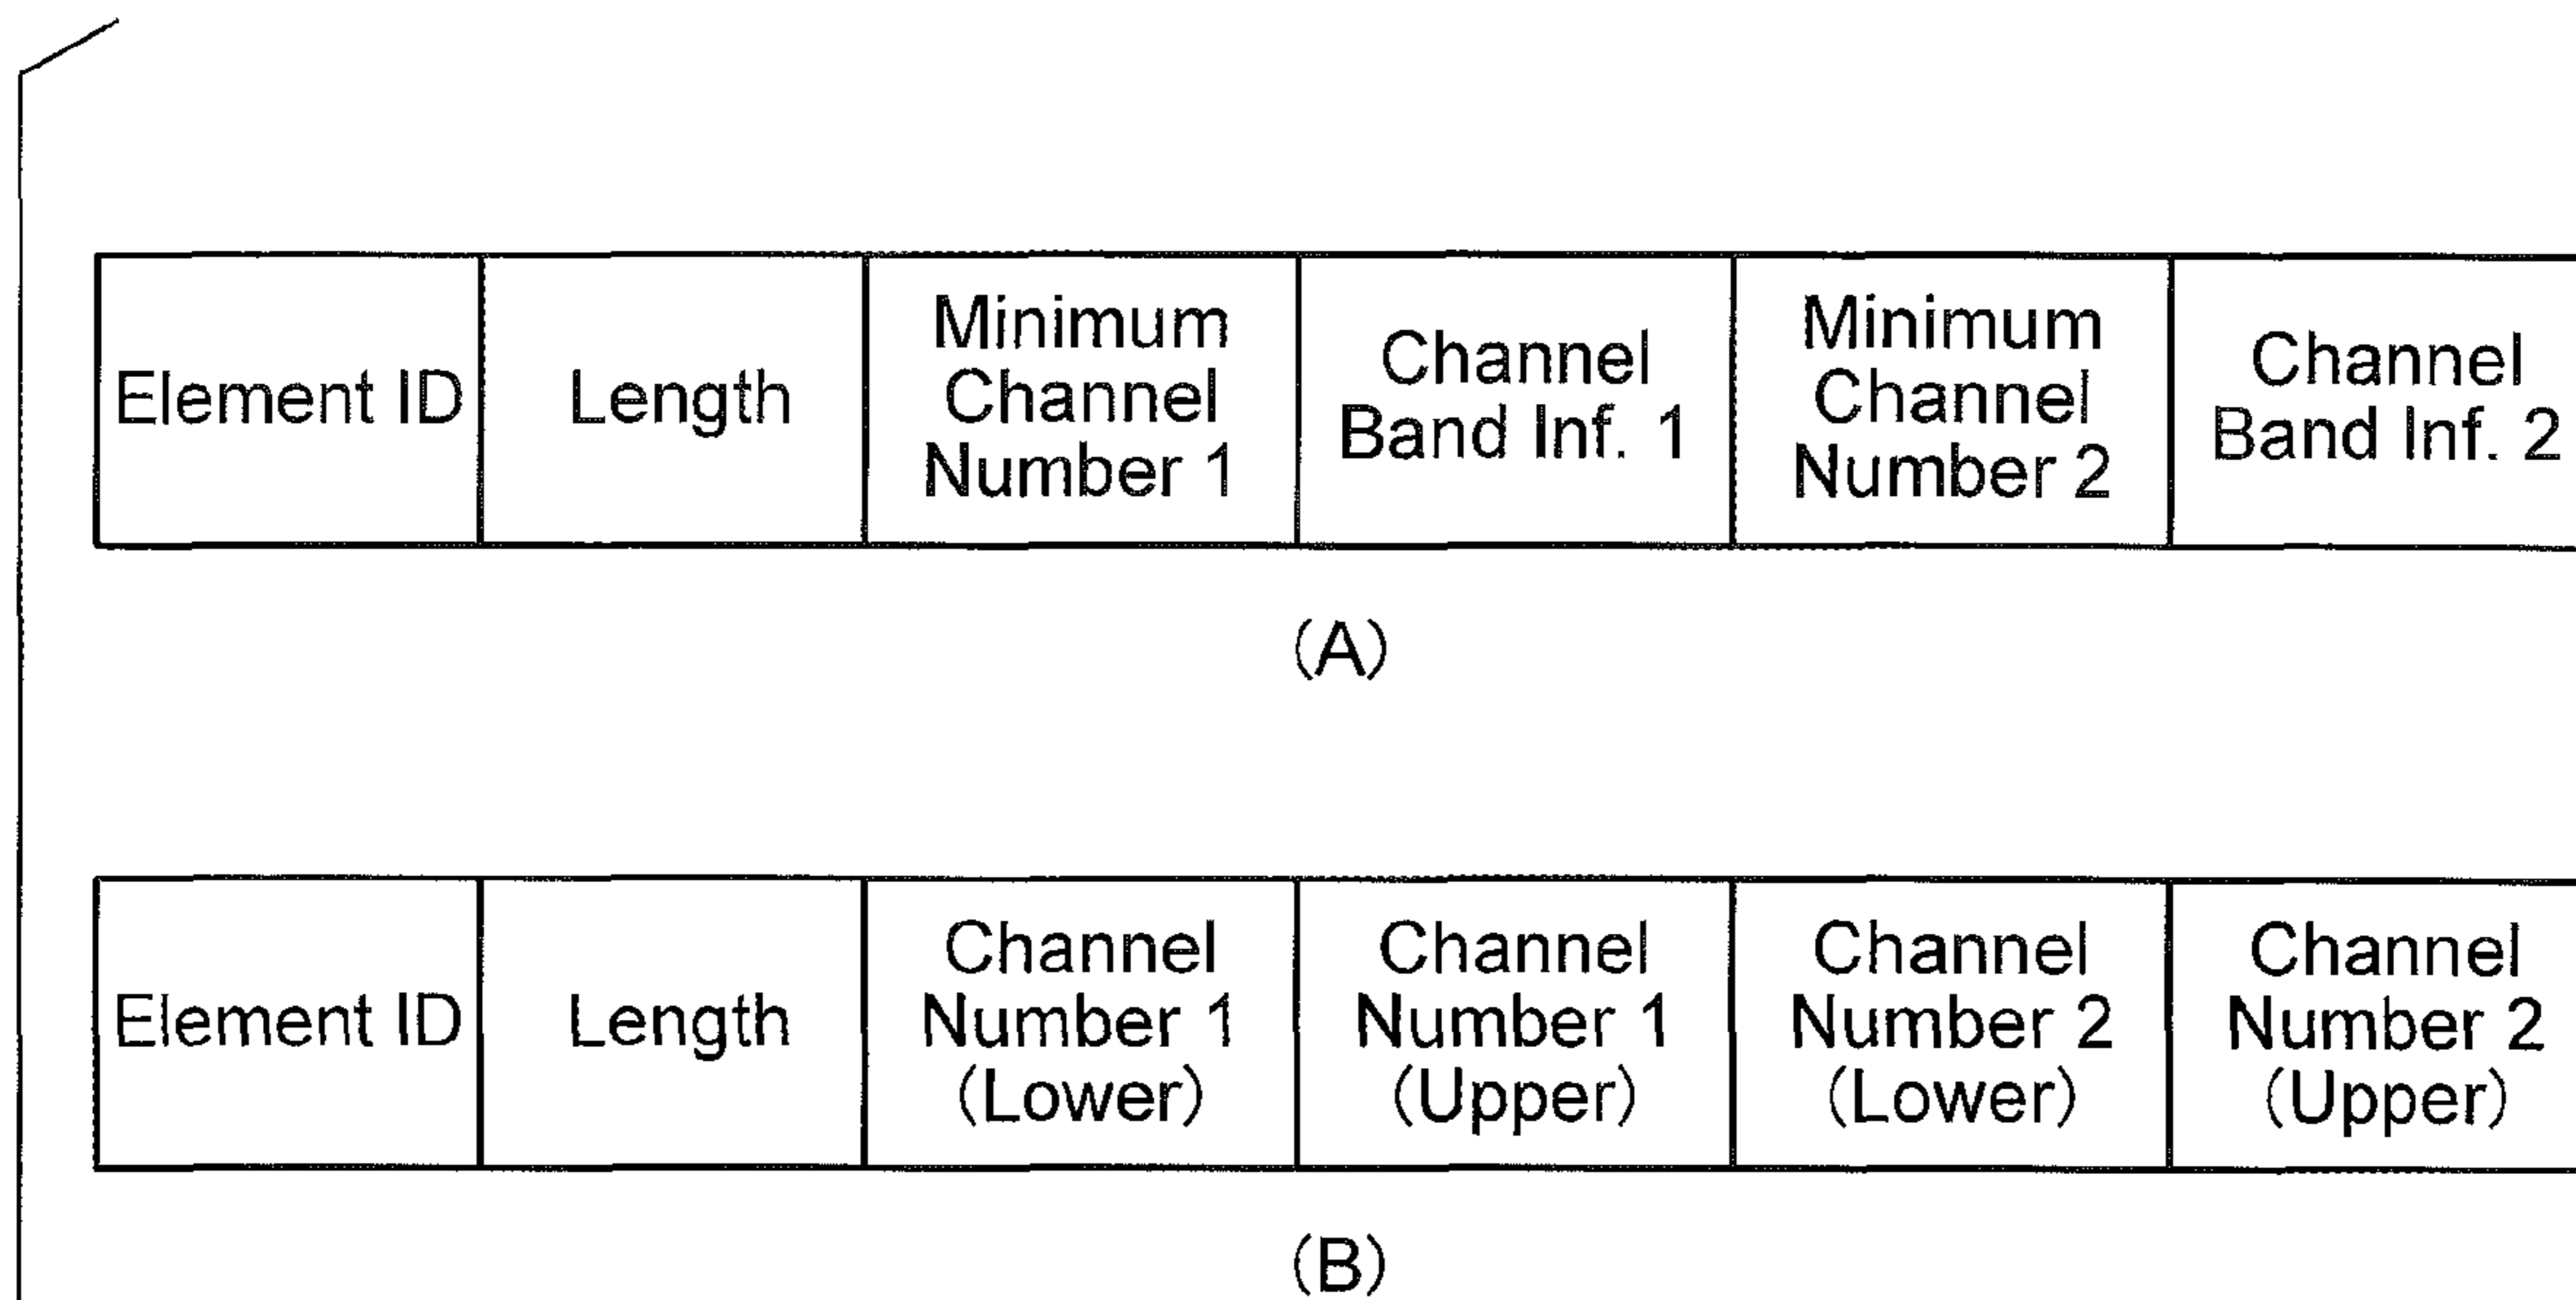 Element ID
Length
Minimum
Channel
Number 1
Channel
Band Inf. 1
Minimum
Channel
Number 2
Channel
Band Inf. 2
(A)
Element ID
Length
Channel
Number 1
(Lower)
Channel
Number 1
(Upper)
Channel
Number 2
(Lower)
Channel
Number 2
(Upper)
(B)